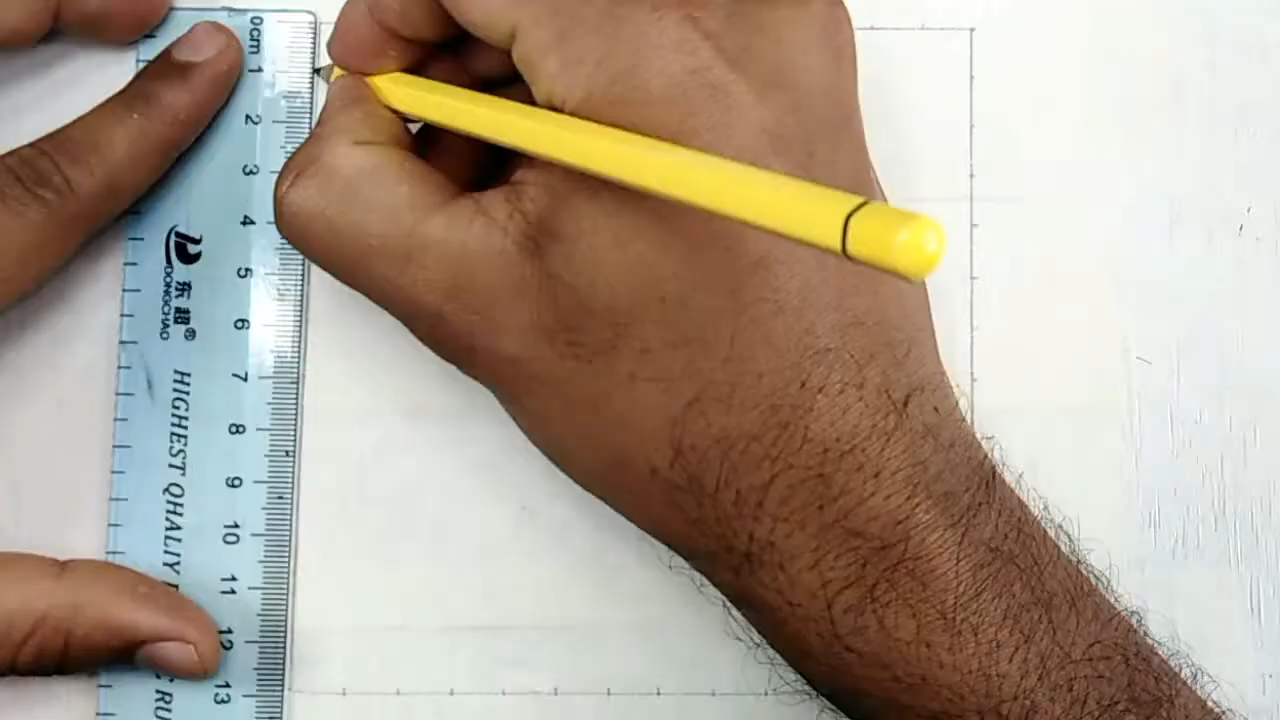 0cm 1 2 3 4 5 6 7 8 9 10 11 12 13
东超®
DONGCHAO
HIGHEST QHALIY
RU